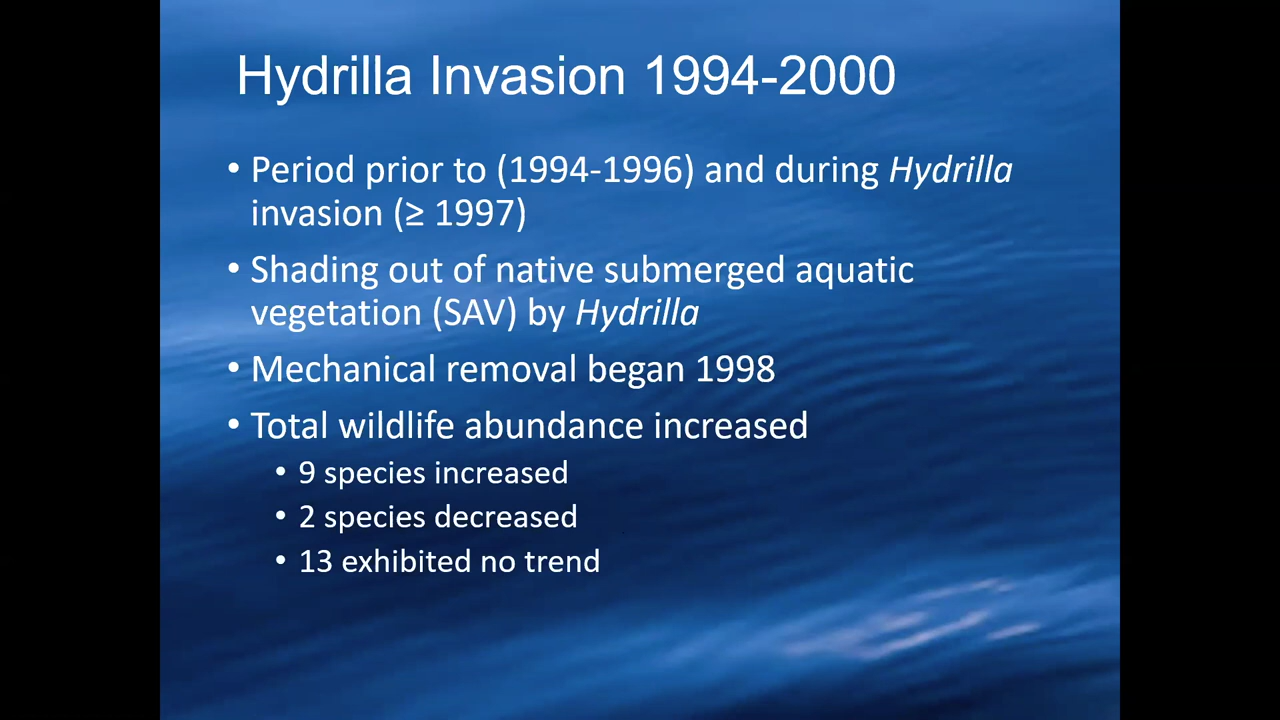 Hydrilla Invasion 1994-2000
• Period prior to (1994-1996) and during Hydrilla
invasion (≥ 1997)
• Shading out of native submerged aquatic
vegetation (SAV) by Hydrilla
• Mechanical removal began 1998
• Total wildlife abundance increased
• 9 species increased
• 2 species decreased
• 13 exhibited no trend